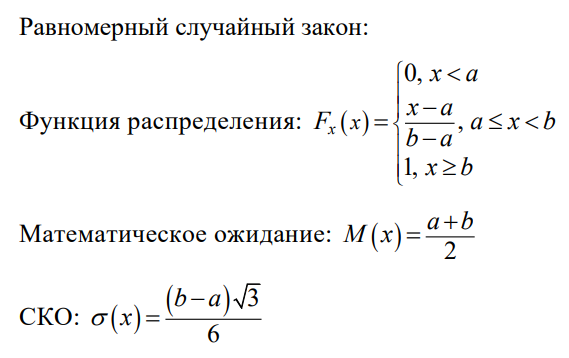 Равномерный случайный закон:
Функция распределения: Fₓ(x) = { 0, x < a
(x − a)/(b − a), a ≤ x < b
1, x ≥ b
Математическое ожидание: M(x) = (a + b)/2
СКО: σ(x) = ((b − a)√3)/6